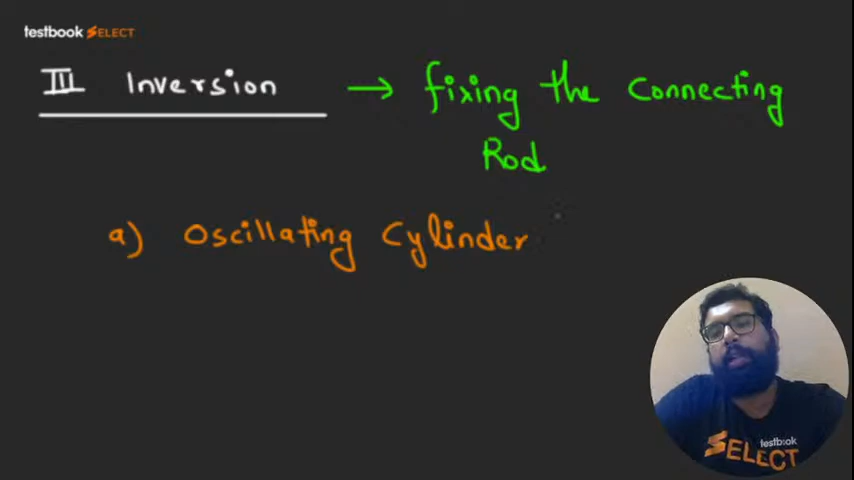 testbook SELECT
III Inversion → fixing the connecting
Rod
a) Oscillating Cylinder
testbook
SELECT